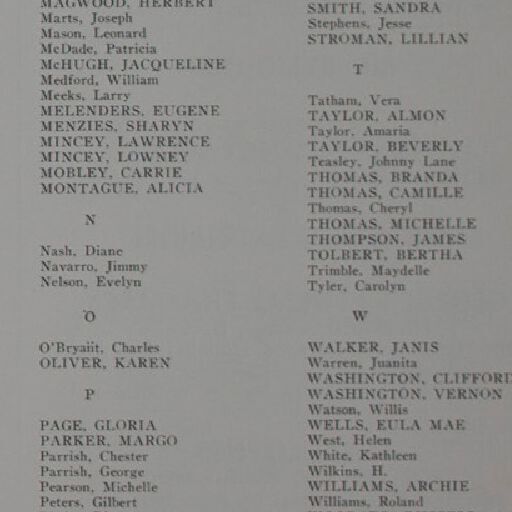 MAGWOOD, HERBERT
Marts, Joseph
Mason, Leonard
McDade, Patricia
McHUGH, JACQUELINE
Medford, William
Meeks, Larry
MELENDERS, EUGENE
MENZIES, SHARYN
MINCEY, LAWRENCE
MINCEY, LOWNEY
MOBLEY, CARRIE
MONTAGUE, ALICIA
N
Nash, Diane
Navarro, Jimmy
Nelson, Evelyn
O
O'Bryaiit, Charles
OLIVER, KAREN
P
PAGE, GLORIA
PARKER, MARGO
Parrish, Chester
Parrish, George
Pearson, Michelle
Peters, Gilbert
SMITH, SANDRA
Stephens, Jesse
STROMAN, LILLIAN
T
Tatham, Vera
TAYLOR, ALMON
Taylor, Amaria
TAYLOR, BEVERLY
Teasley, Johnny Lane
THOMAS, BRANDA
THOMAS, CAMILLE
Thomas, Cheryl
THOMAS, MICHELLE
THOMPSON, JAMES
TOLBERT, BERTHA
Trimble, Maydelle
Tyler, Carolyn
W
WALKER, JANIS
Warren, Juanita
WASHINGTON, CLIFFORD
WASHINGTON, VERNON
Watson, Willis
WELLS, EULA MAE
West, Helen
White, Kathleen
Wilkins, H.
WILLIAMS, ARCHIE
Williams, Roland